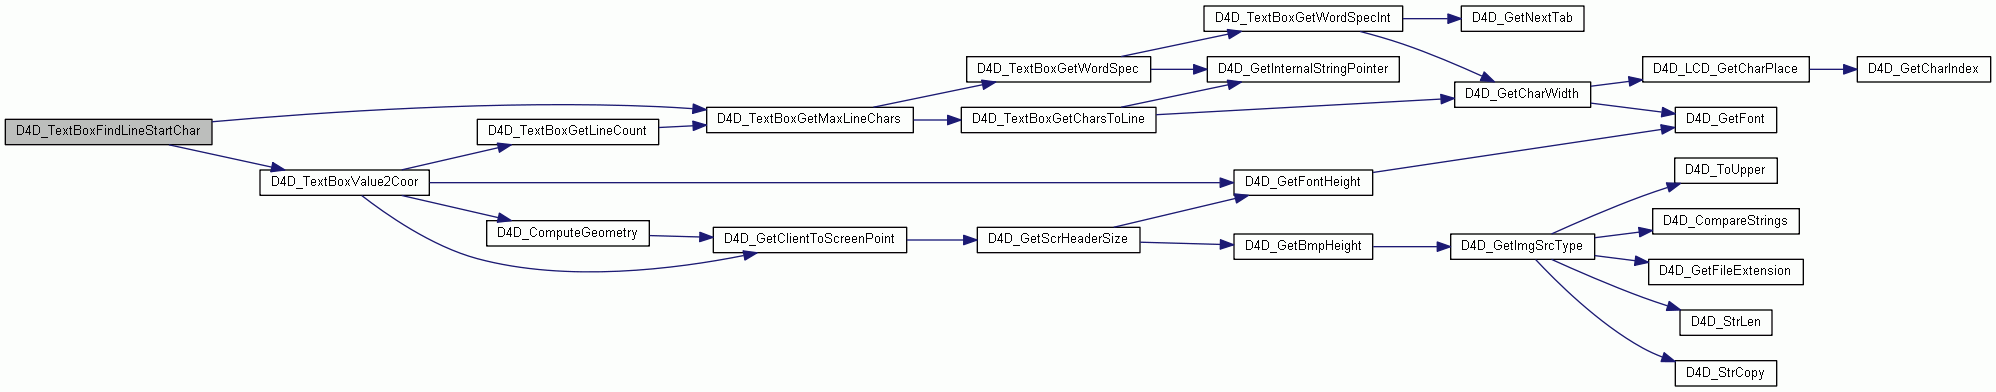 D4D_TextBoxFindLineStartChar
D4D_TextBoxValue2Coor
D4D_TextBoxGetLineCount
D4D_ComputeGeometry
D4D_TextBoxGetMaxLineChars
D4D_GetClientToScreenPoint
D4D_TextBoxGetWordSpec
D4D_TextBoxGetCharsToLine
D4D_GetScrHeaderSize
D4D_TextBoxGetWordSpecInt
D4D_GetInternalStringPointer
D4D_GetFontHeight
D4D_GetBmpHeight
D4D_GetNextTab
D4D_GetCharWidth
D4D_GetImgSrcType
D4D_LCD_GetCharPlace
D4D_GetFont
D4D_ToUpper
D4D_CompareStrings
D4D_GetFileExtension
D4D_StrLen
D4D_StrCopy
D4D_GetCharIndex